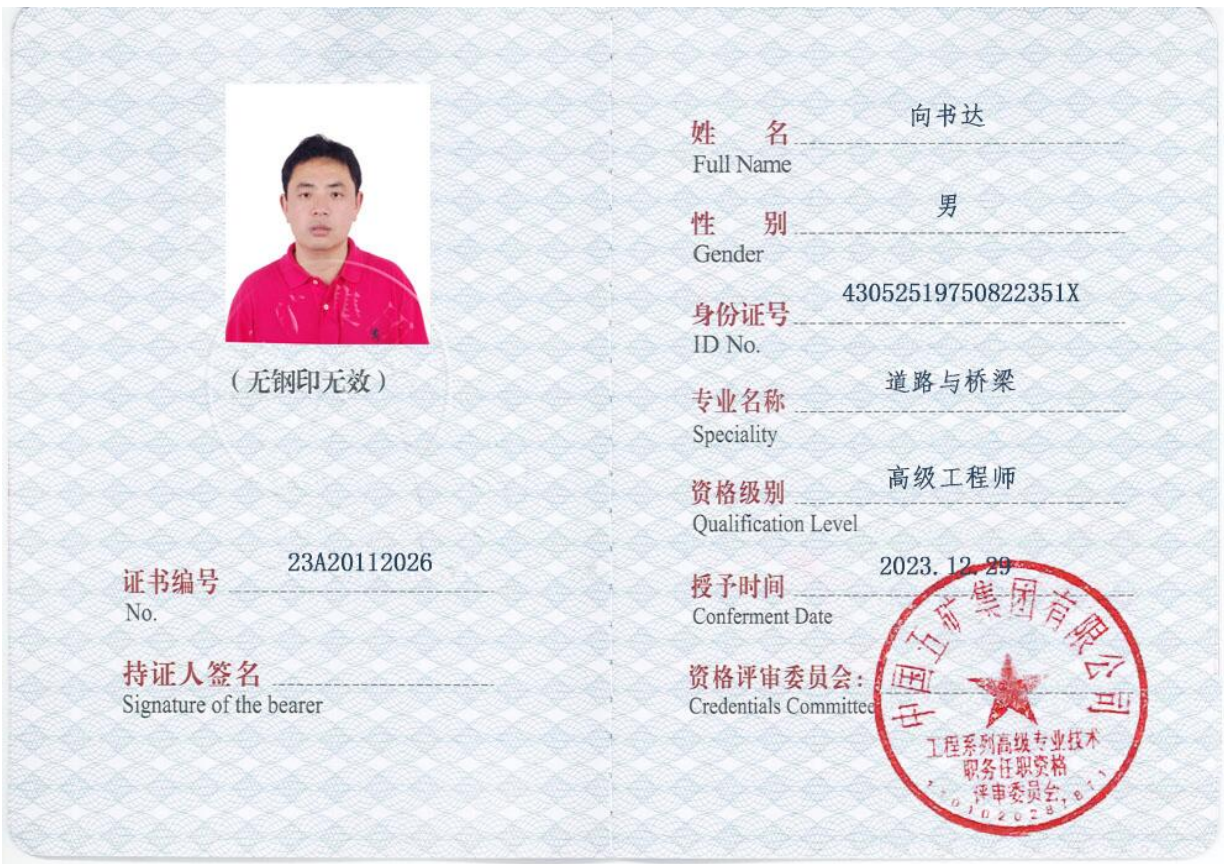 (无钢印无效)
证书编号 23A20112026
No.
持证人签名
Signature of the bearer
姓 名 向书达
Full Name
性 别 男
Gender
身份证号 43052519750822351X
ID No.
专业名称 道路与桥梁
Speciality
资格级别 高级工程师
Qualification Level
授予时间 2023.12.29
Conferment Date
资格评审委员会:
Credentials Committee
中国五矿集团有限公司
工程系列高级专业技术
职务任职资格
评审委员会